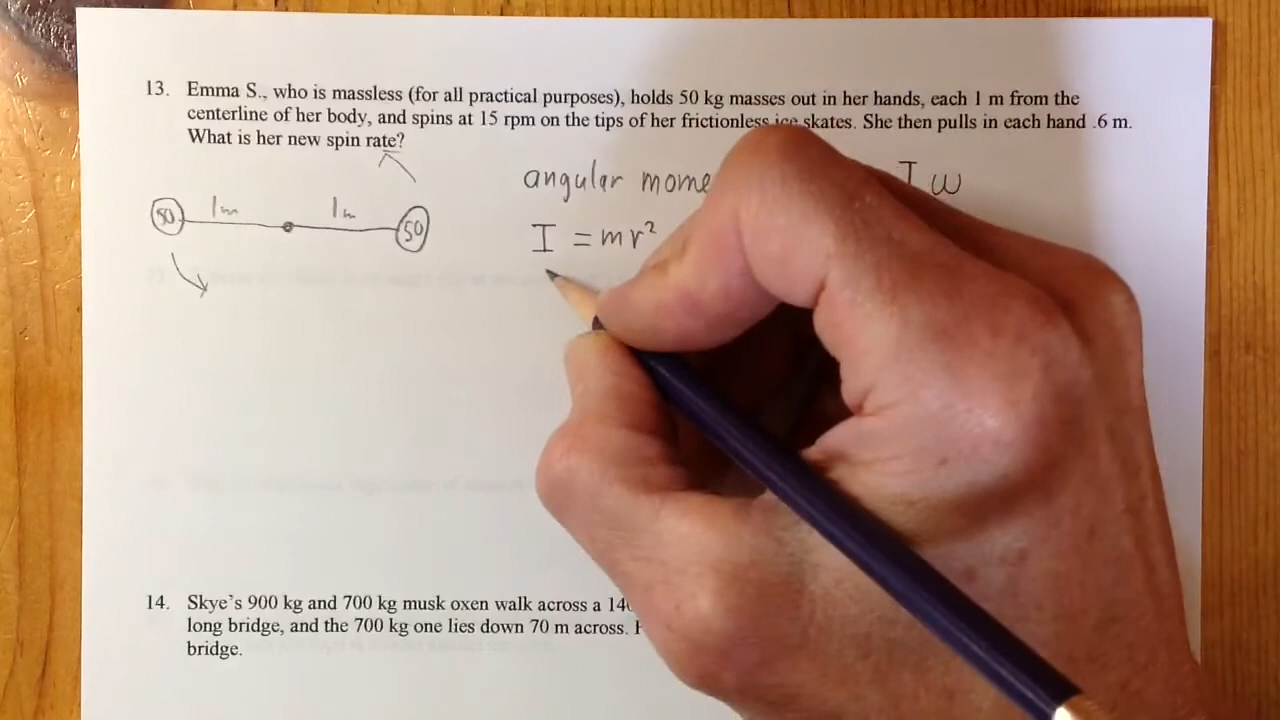 13. Emma S., who is massless (for all practical purposes), holds 50 kg masses out in her hands, each 1 m from the
centerline of her body, and spins at 15 rpm on the tips of her frictionless ice skates. She then pulls in each hand .6 m.
What is her new spin rate?
angular mome I ω
50 1m 1m 50
I = mr²
14. Skye's 900 kg and 700 kg musk oxen walk across a
long bridge, and the 700 kg one lies down 70 m across.
bridge.